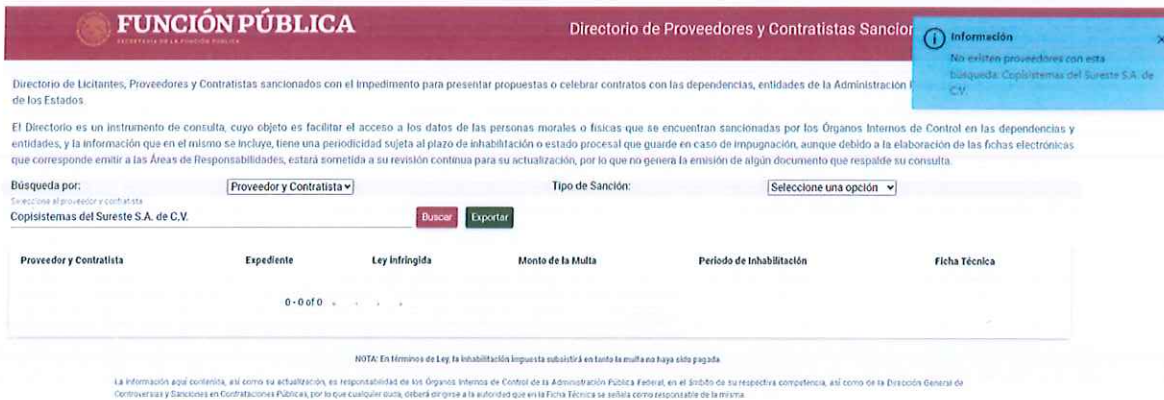 FUNCIÓN PÚBLICA
SECRETARÍA DE LA FUNCIÓN PÚBLICA
Directorio de Proveedores y Contratistas Sancion
Información
×
No existen proveedores con esta
búsqueda: Copisistemas del Sureste S.A. de
C.V.
Directorio de Licitantes, Proveedores y Contratistas sancionados con el impedimento para presentar propuestas o celebrar contratos con las dependencias, entidades de la Administración
de los Estados.
El Directorio es un instrumento de consulta, cuyo objeto es facilitar el acceso a los datos de las personas morales o físicas que se encuentran sancionadas por los Órganos Internos de Control en las dependencias y
entidades, y la información que en el mismo se incluye, tiene una periodicidad sujeta al plazo de inhabilitación o estado procesal que guarde en caso de impugnación, aunque debido a la elaboración de las fichas electrónicas
que corresponde emitir a las Áreas de Responsabilidades, estará sometida a su revisión continua para su actualización, por lo que no genera la emisión de algún documento que respalde su consulta.
Búsqueda por: Proveedor y Contratista Tipo de Sanción: Seleccione una opción
Seleccione al proveedor y contratista
Copisistemas del Sureste S.A. de C.V. Buscar Exportar
Proveedor y Contratista Expediente Ley infringida Monto de la Multa Periodo de Inhabilitación Ficha Técnica
0 - 0 of 0
NOTA: En términos de Ley, la inhabilitación impuesta subsistirá en tanto la multa no haya sido pagada.
La información aquí contenida, así como su actualización, es responsabilidad de los Órganos Internos de Control de la Administración Pública Federal, en el ámbito de su respectiva competencia, así como de la Dirección General de
Controversias y Sanciones en Contrataciones Públicas, por lo que cualquier duda, deberá dirigirse a la autoridad que en la Ficha Técnica se señala como responsable de la misma.